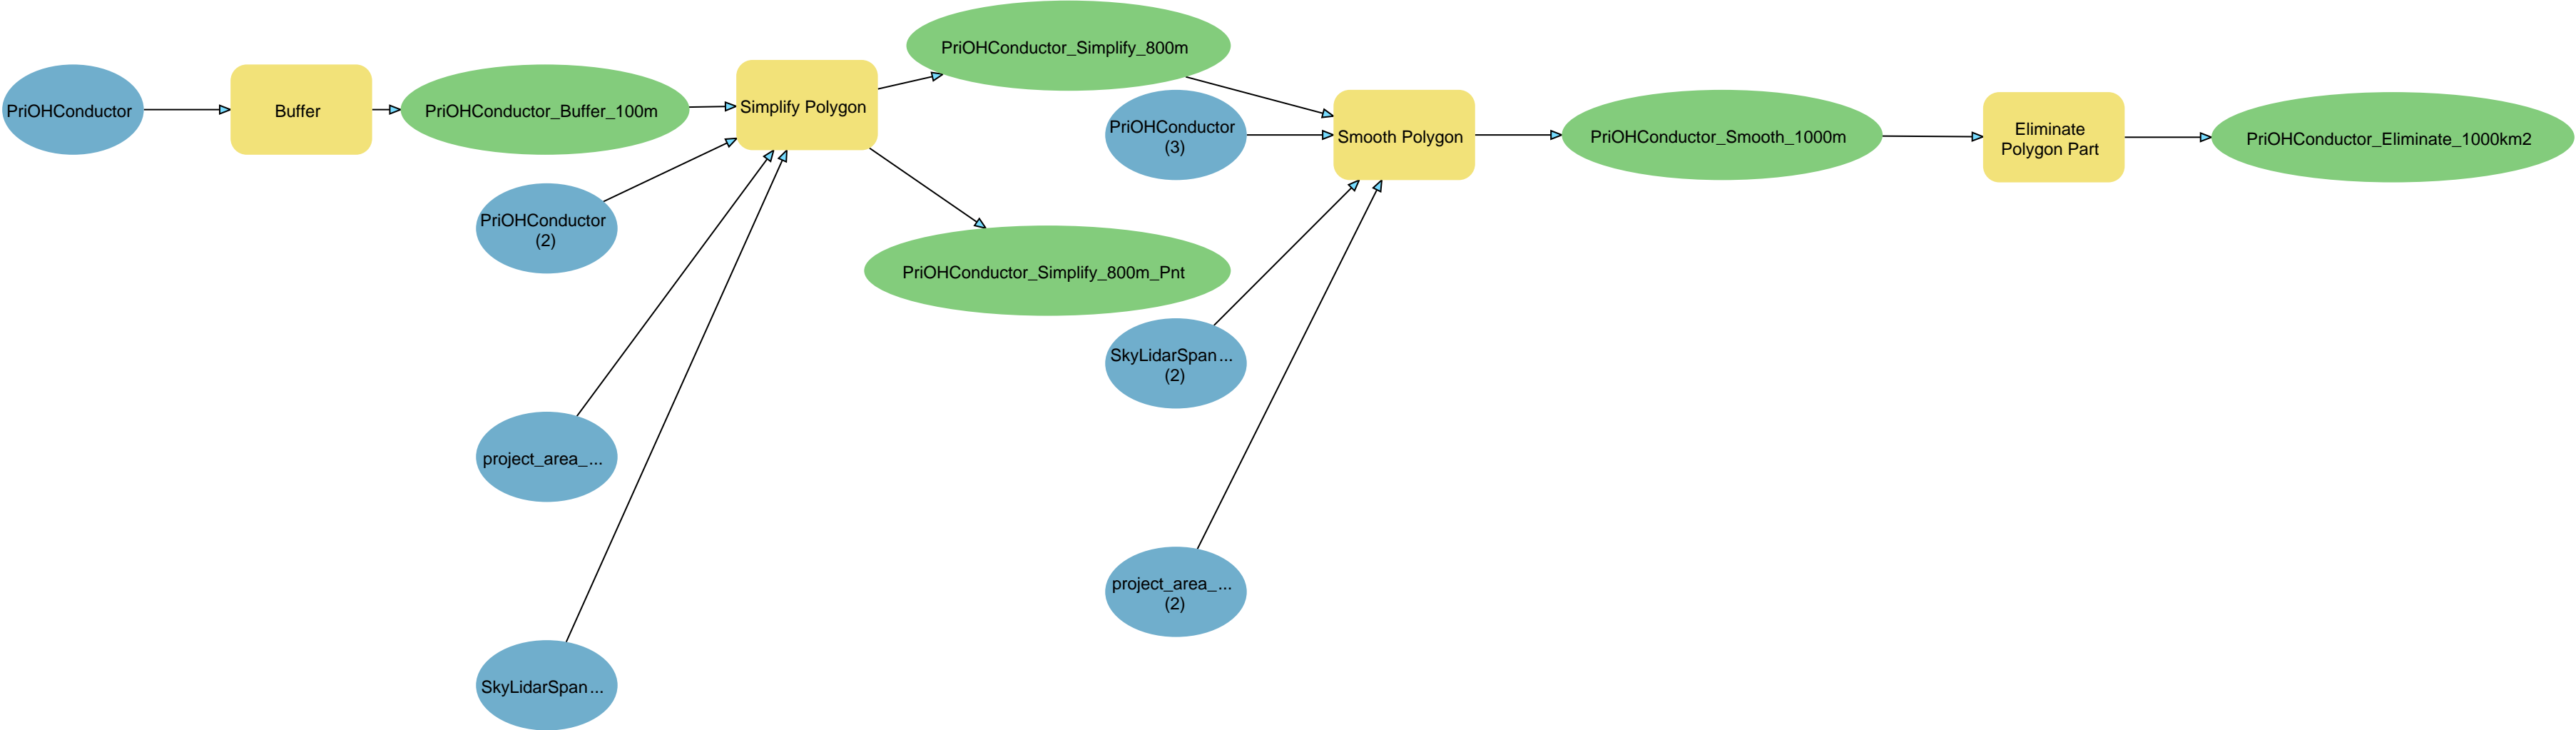 PriOHConductor
Buffer
PriOHConductor_Buffer_100m
PriOHConductor
(2)
project_area_...
SkyLidarSpan...
Simplify Polygon
PriOHConductor_Simplify_800m
PriOHConductor_Simplify_800m_Pnt
PriOHConductor
(3)
SkyLidarSpan...
(2)
project_area_...
(2)
Smooth Polygon
PriOHConductor_Smooth_1000m
Eliminate
Polygon Part
PriOHConductor_Eliminate_1000km2